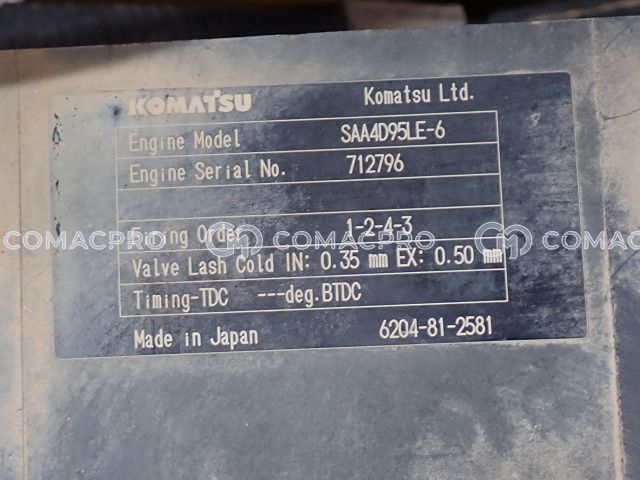 KOMATSU Komatsu Ltd.
Engine Model SAA4D95LE-6
Engine Serial No. 712796
Firing Order 1-2-4-3
COMACPRO COMACPRO COMACPRO
Valve Lash Cold IN: 0.35 mm EX: 0.50 mm
Timing-TDC ---deg.BTDC
Made in Japan 6204-81-2581